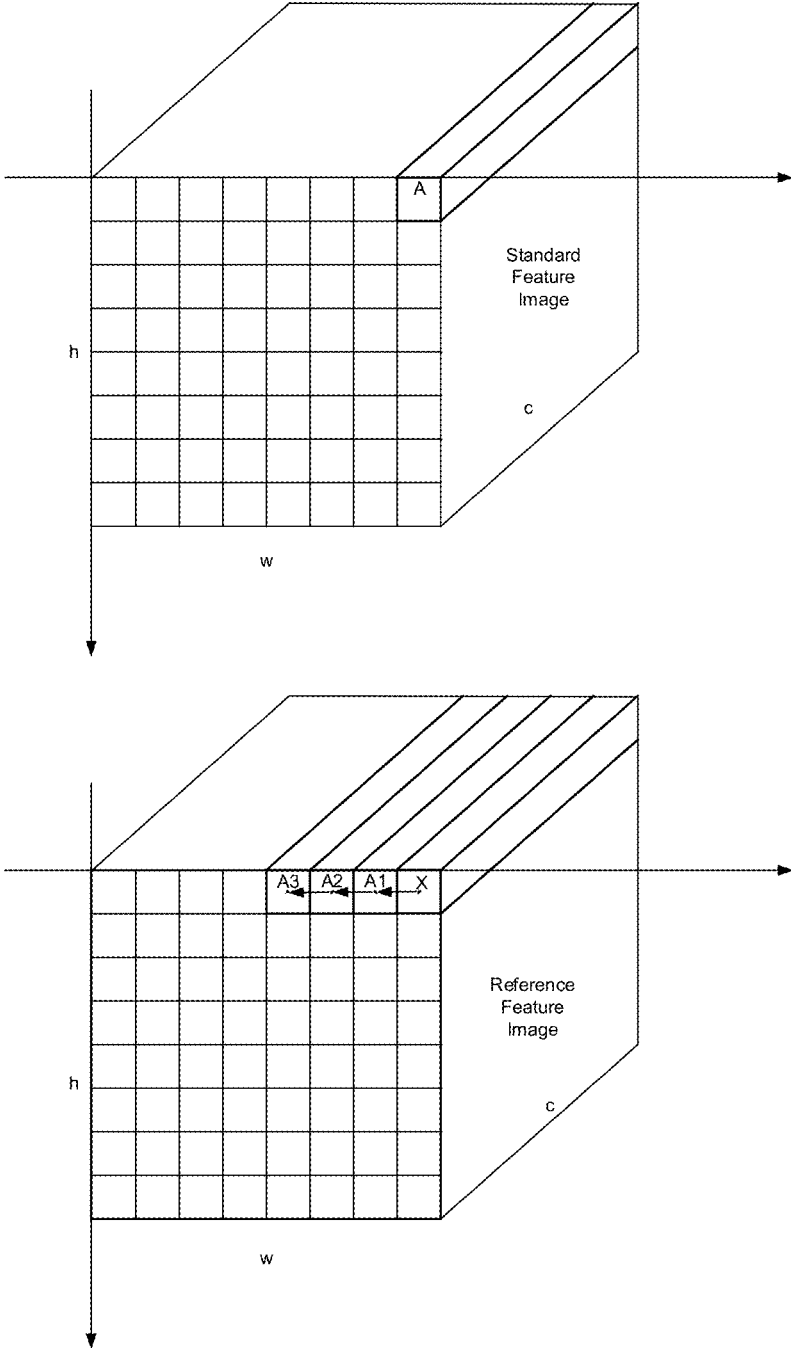 A
Standard
Feature
Image
h
c
w
A3 A2 A1 X
Reference
Feature
Image
h
c
w